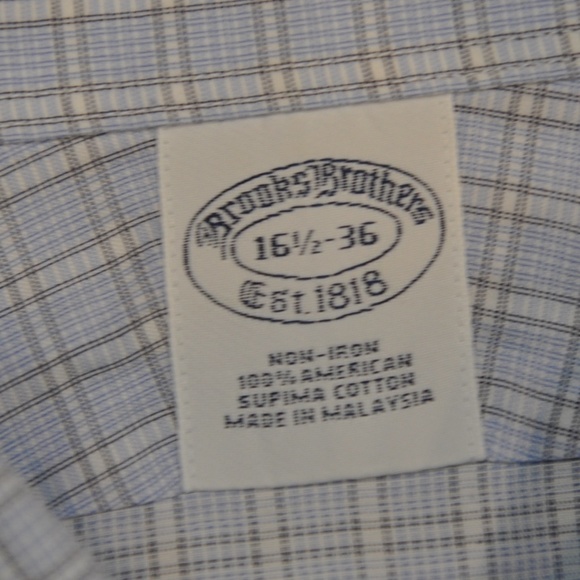 Brooks Brothers
16½-36
Est. 1818
NON-IRON
100% AMERICAN
SUPIMA COTTON
MADE IN MALAYSIA